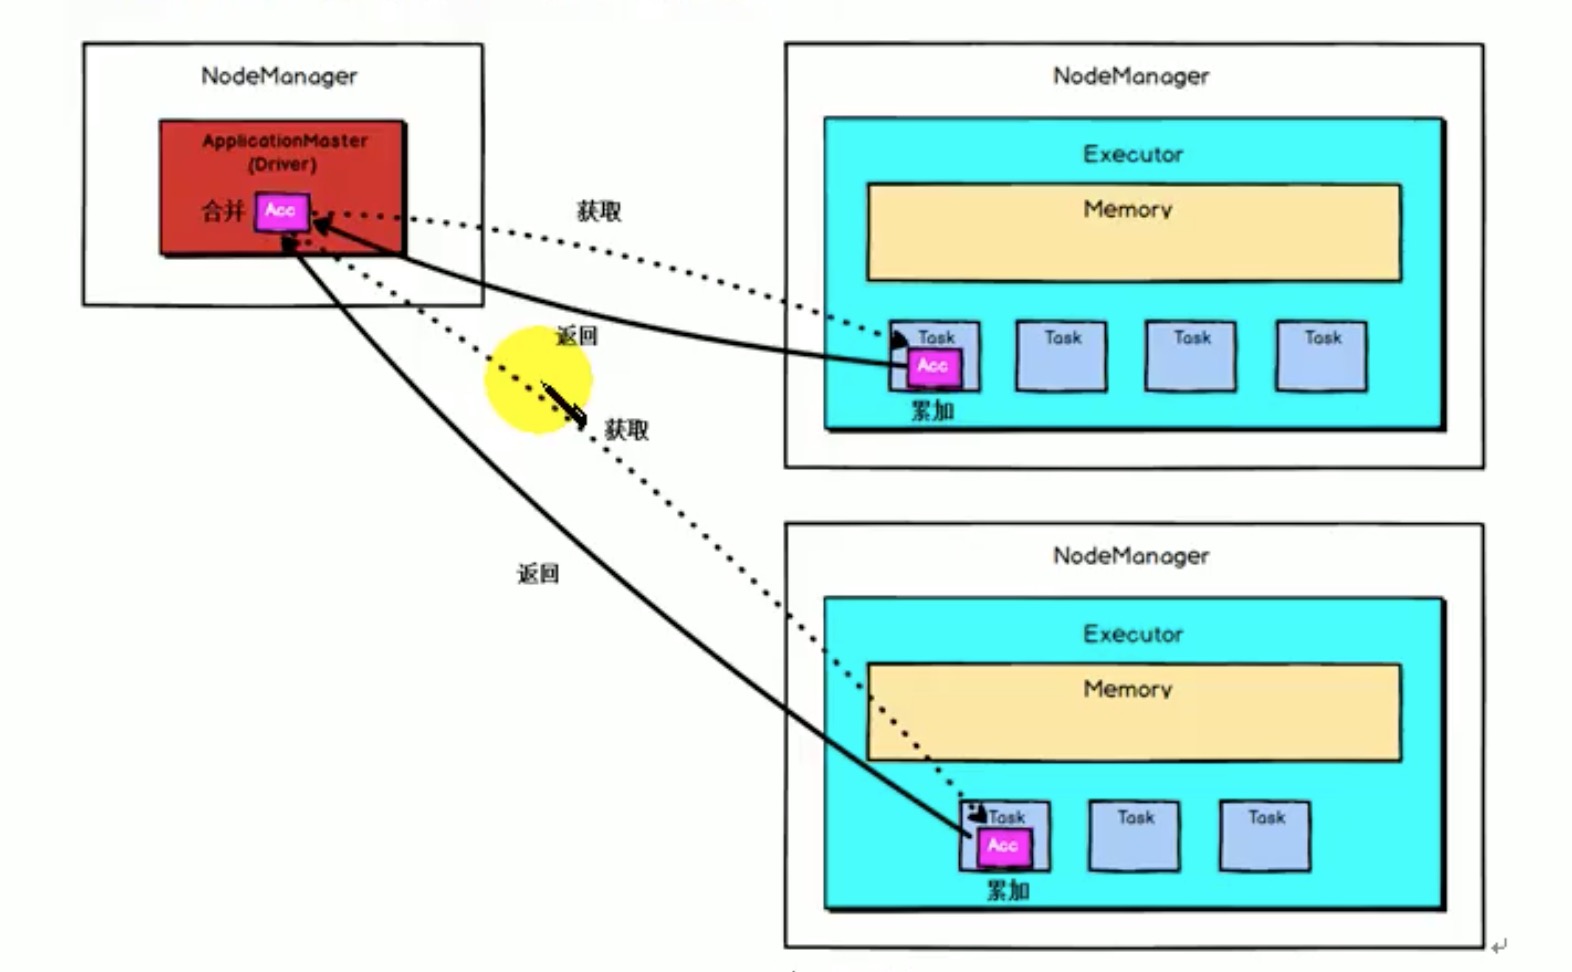 NodeManager
ApplicationMaster
(Driver)
合并
Acc
获取
返回
获取
返回
NodeManager
Executor
Memory
Task
Task
Task
Task
Acc
累加
NodeManager
Executor
Memory
Task
Task
Task
Acc
累加